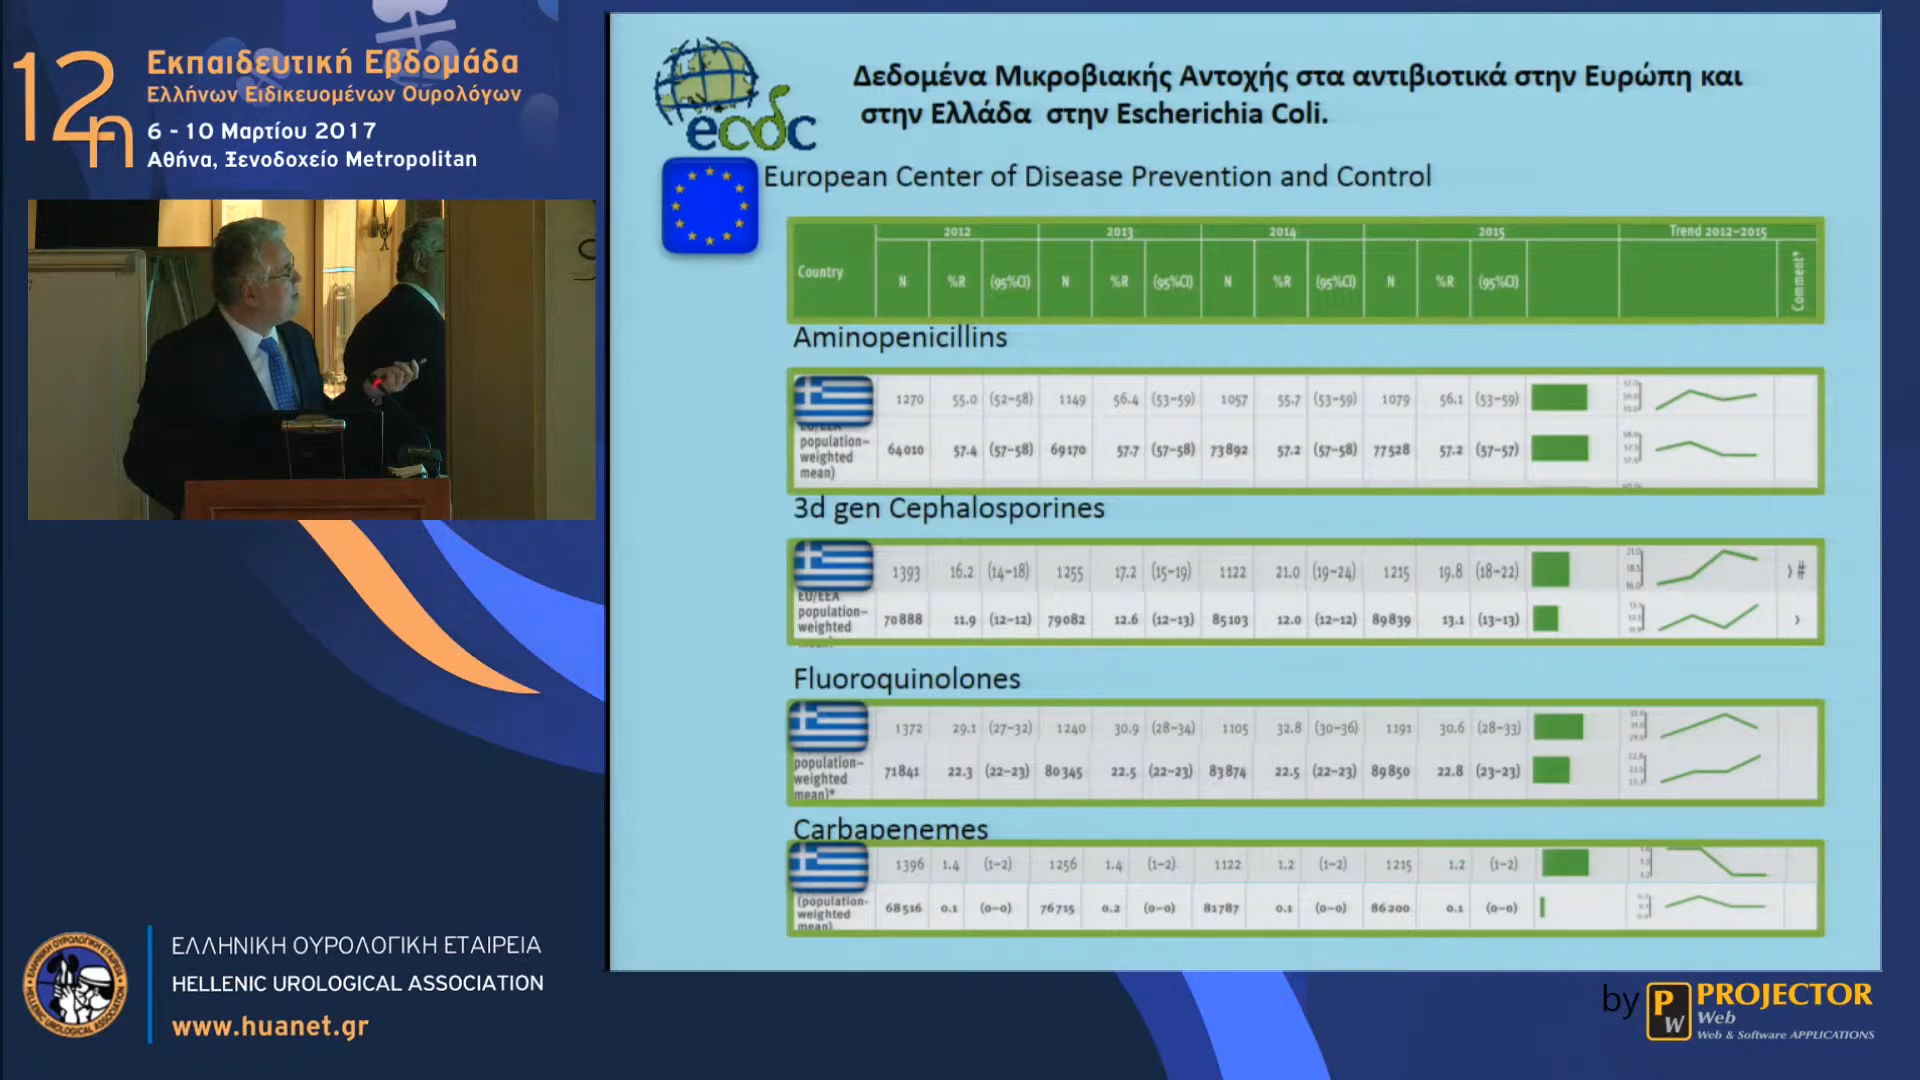 12η
Εκπαιδευτική Εβδομάδα
Ελλήνων Ειδικευομένων Ουρολόγων
6 - 10 Μαρτίου 2017
Αθήνα, Ξενοδοχείο Metropolitan
ecdc
Δεδομένα Μικροβιακής Αντοχής στα αντιβιοτικά στην Ευρώπη και
στην Ελλάδα στην Escherichia Coli.
European Center of Disease Prevention and Control
2012 2013 2014 2015 Trend 2012–2015
Country N %R (95%CI) N %R (95%CI) N %R (95%CI) N %R (95%CI) Comment*
Aminopenicillins
1270 55.0 (52–58) 1149 56.4 (53–59) 1057 55.7 (53–59) 1079 56.1 (53–59)
EU/EEA
population–
weighted
mean)
64010 57.4 (57–58) 69170 57.7 (57–58) 73892 57.2 (57–58) 77528 57.2 (57–57)
3d gen Cephalosporines
1393 16.2 (14–18) 1255 17.2 (15–19) 1122 21.0 (19–24) 1215 19.8 (18–22) > #
EU/EEA
population–
weighted
70888 11.9 (12–12) 79082 12.6 (12–13) 85103 12.0 (12–12) 89839 13.1 (13–13) >
Fluoroquinolones
1372 29.1 (27–32) 1240 30.9 (28–34) 1105 32.8 (30–36) 1191 30.6 (28–33)
population–
weighted
mean)*
71841 22.3 (22–23) 80345 22.5 (22–23) 83874 22.5 (22–23) 89850 22.8 (23–23)
Carbapenemes
1396 1.4 (1–2) 1256 1.4 (1–2) 1122 1.2 (1–2) 1215 1.2 (1–2)
(population-
weighted
mean)
68516 0.1 (0–0) 76715 0.2 (0–0) 81787 0.1 (0–0) 86200 0.1 (0–0)
ΕΛΛΗΝΙΚΗ ΟΥΡΟΛΟΓΙΚΗ ΕΤΑΙΡΕΙΑ
HELLENIC UROLOGICAL ASSOCIATION
www.huanet.gr
by PW PROJECTOR
Web
Web & Software APPLICATIONS